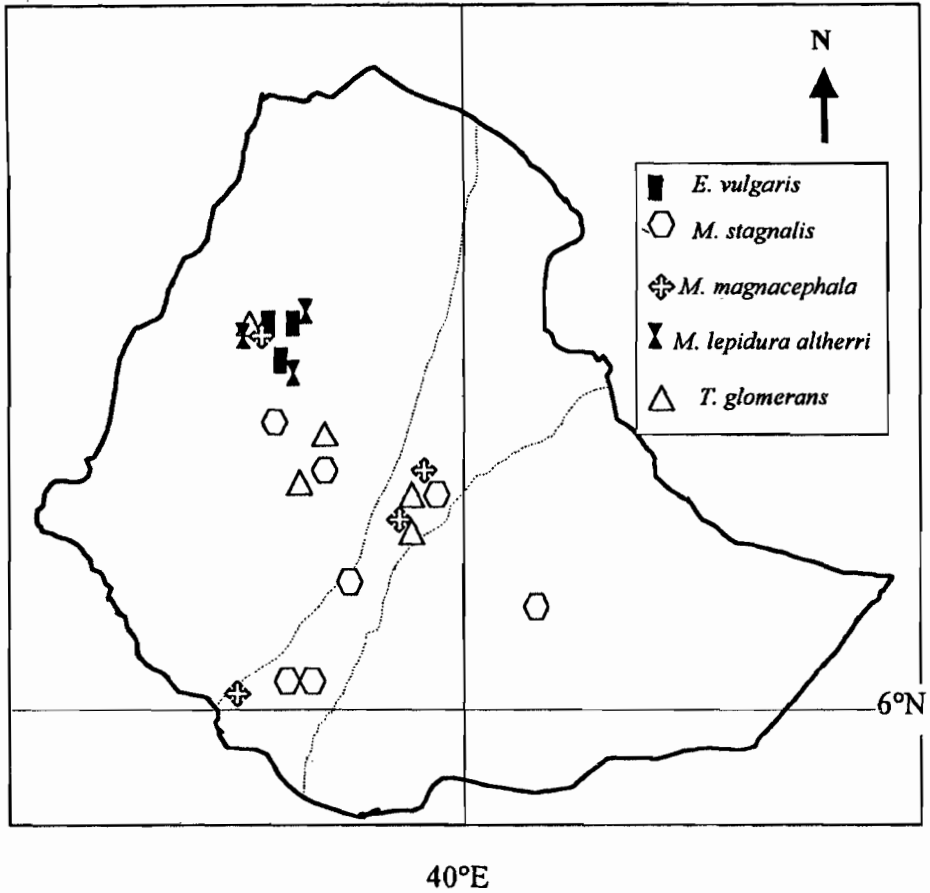 N
E. vulgaris
M. stagnalis
M. magnacephala
M. lepidura altherri
T. glomerans
6°N
40°E